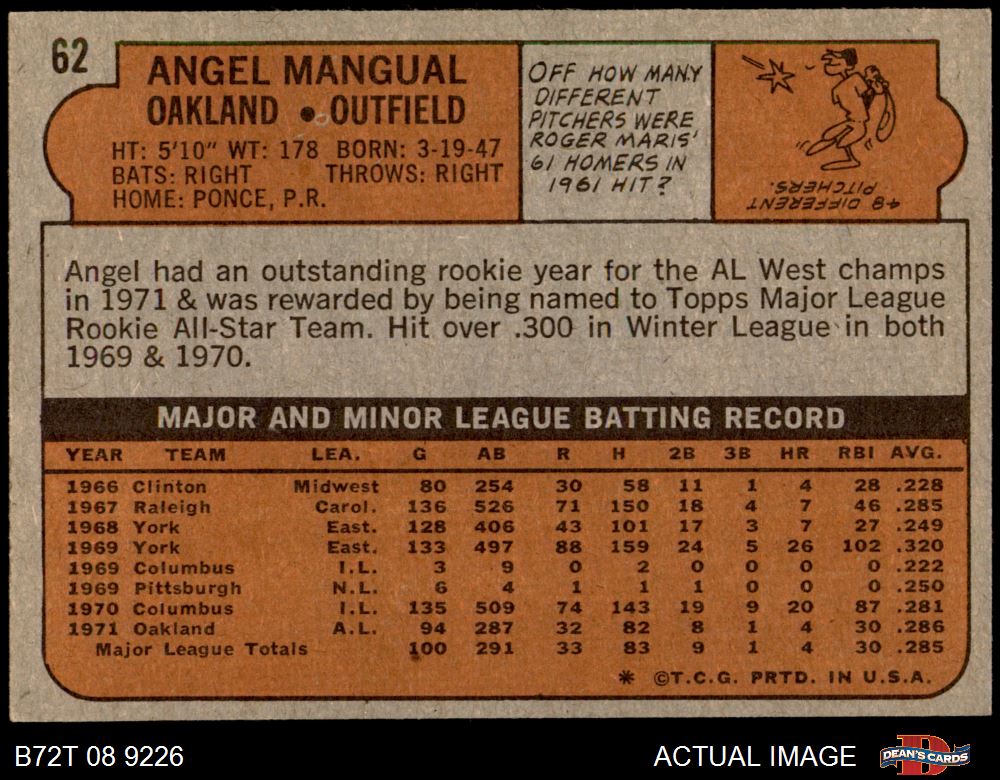 62
ANGEL MANGUAL
OAKLAND • OUTFIELD
HT: 5'10" WT: 178 BORN: 3-19-47
BATS: RIGHT THROWS: RIGHT
HOME: PONCE, P.R.
OFF HOW MANY
DIFFERENT
PITCHERS WERE
ROGER MARIS'
61 HOMERS IN
1961 HIT?
48 DIFFERENT
PITCHERS.
Angel had an outstanding rookie year for the AL West champs
in 1971 & was rewarded by being named to Topps Major League
Rookie All-Star Team. Hit over .300 in Winter League in both
1969 & 1970.
MAJOR AND MINOR LEAGUE BATTING RECORD
YEAR TEAM LEA. G AB R H 2B 3B HR RBI AVG.
1966 Clinton Midwest 80 254 30 58 11 1 4 28 .228
1967 Raleigh Carol. 136 526 71 150 18 4 7 46 .285
1968 York East. 128 406 43 101 17 3 7 27 .249
1969 York East. 133 497 88 159 24 5 26 102 .320
1969 Columbus I.L. 3 9 0 2 0 0 0 0 .222
1969 Pittsburgh N.L. 6 4 1 1 1 0 0 0 .250
1970 Columbus I.L. 135 509 74 143 19 9 20 87 .281
1971 Oakland A.L. 94 287 32 82 8 1 4 30 .286
Major League Totals 100 291 33 83 9 1 4 30 .285
* ©T.C.G. PRTD. IN U.S.A.
B72T 08 9226
ACTUAL IMAGE
DEAN'S CARDS